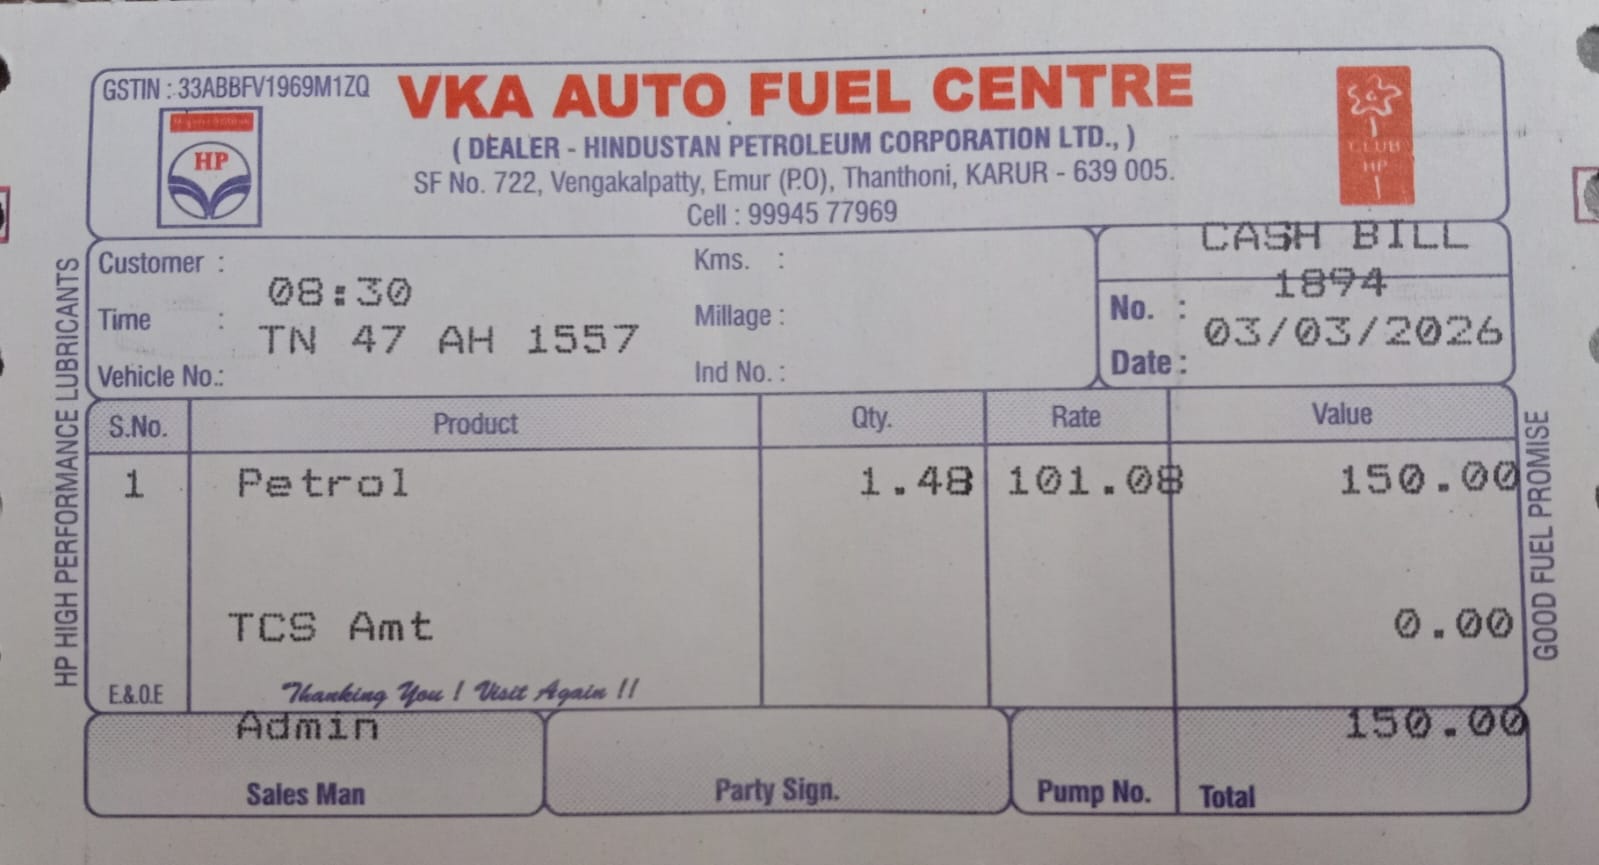 GSTIN : 33ABBFV1969M1ZQ
VKA AUTO FUEL CENTRE
( DEALER - HINDUSTAN PETROLEUM CORPORATION LTD., )
SF No. 722, Vengakalpatty, Emur (P.O), Thanthoni, KARUR - 639 005.
Cell : 99945 77969
HP
CLUB
HP
HP HIGH PERFORMANCE LUBRICANTS
GOOD FUEL PROMISE
CASH BILL
Customer :
Kms. :
08:30
1894
Time :
Millage :
No. :
TN 47 AH 1557
03/03/2026
Vehicle No.:
Ind No. :
Date :
S.No. Product Qty. Rate Value
1 Petrol 1.48 101.08 150.00
TCS Amt 0.00
E.&.O.E Thanking You ! Visit Again !!
Admin 150.00
Sales Man Party Sign. Pump No. Total